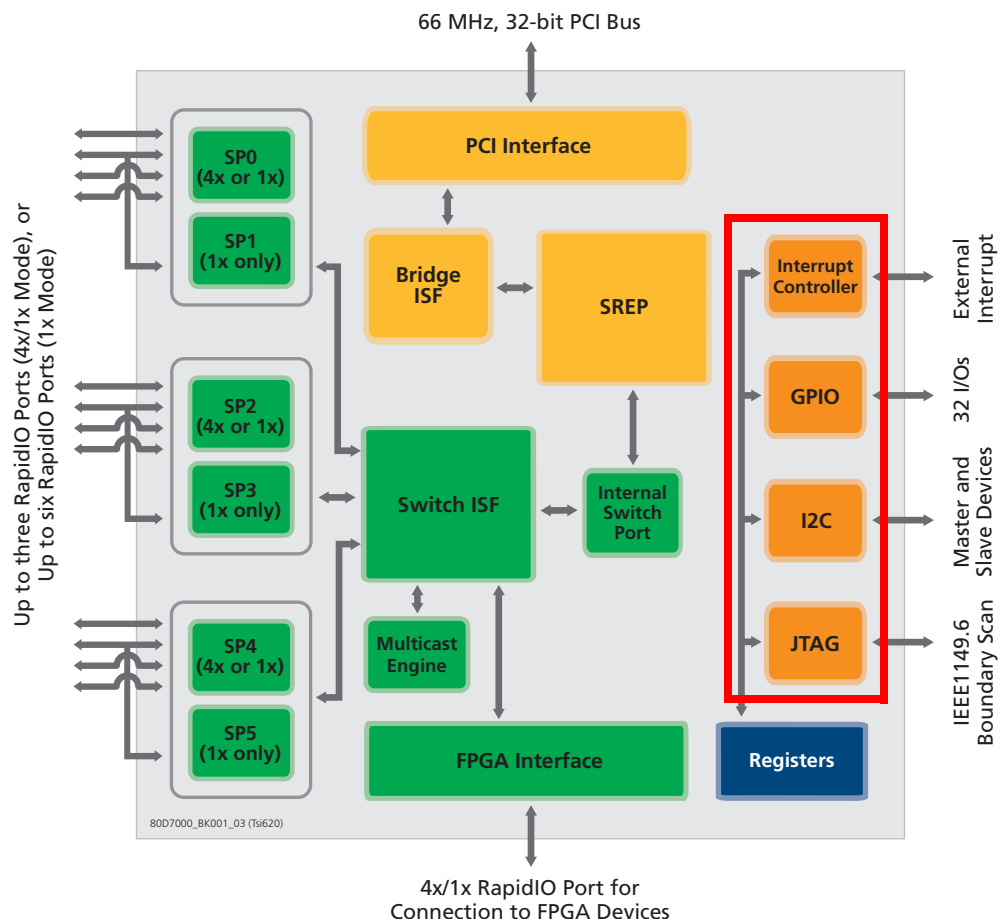 66 MHz, 32-bit PCI Bus
Up to three RapidIO Ports (4x/1x Mode), or
Up to six RapidIO Ports (1x Mode)
SP0
(4x or 1x)
SP1
(1x only)
SP2
(4x or 1x)
SP3
(1x only)
SP4
(4x or 1x)
SP5
(1x only)
PCI Interface
Bridge
ISF
SREP
Switch ISF
Internal
Switch
Port
Multicast
Engine
FPGA Interface
Interrupt
Controller
GPIO
I2C
JTAG
Registers
External
Interrupt
32 I/Os
Master and
Slave Devices
IEEE1149.6
Boundary Scan
80D7000_BK001_03 (Tsi620)
4x/1x RapidIO Port for
Connection to FPGA Devices